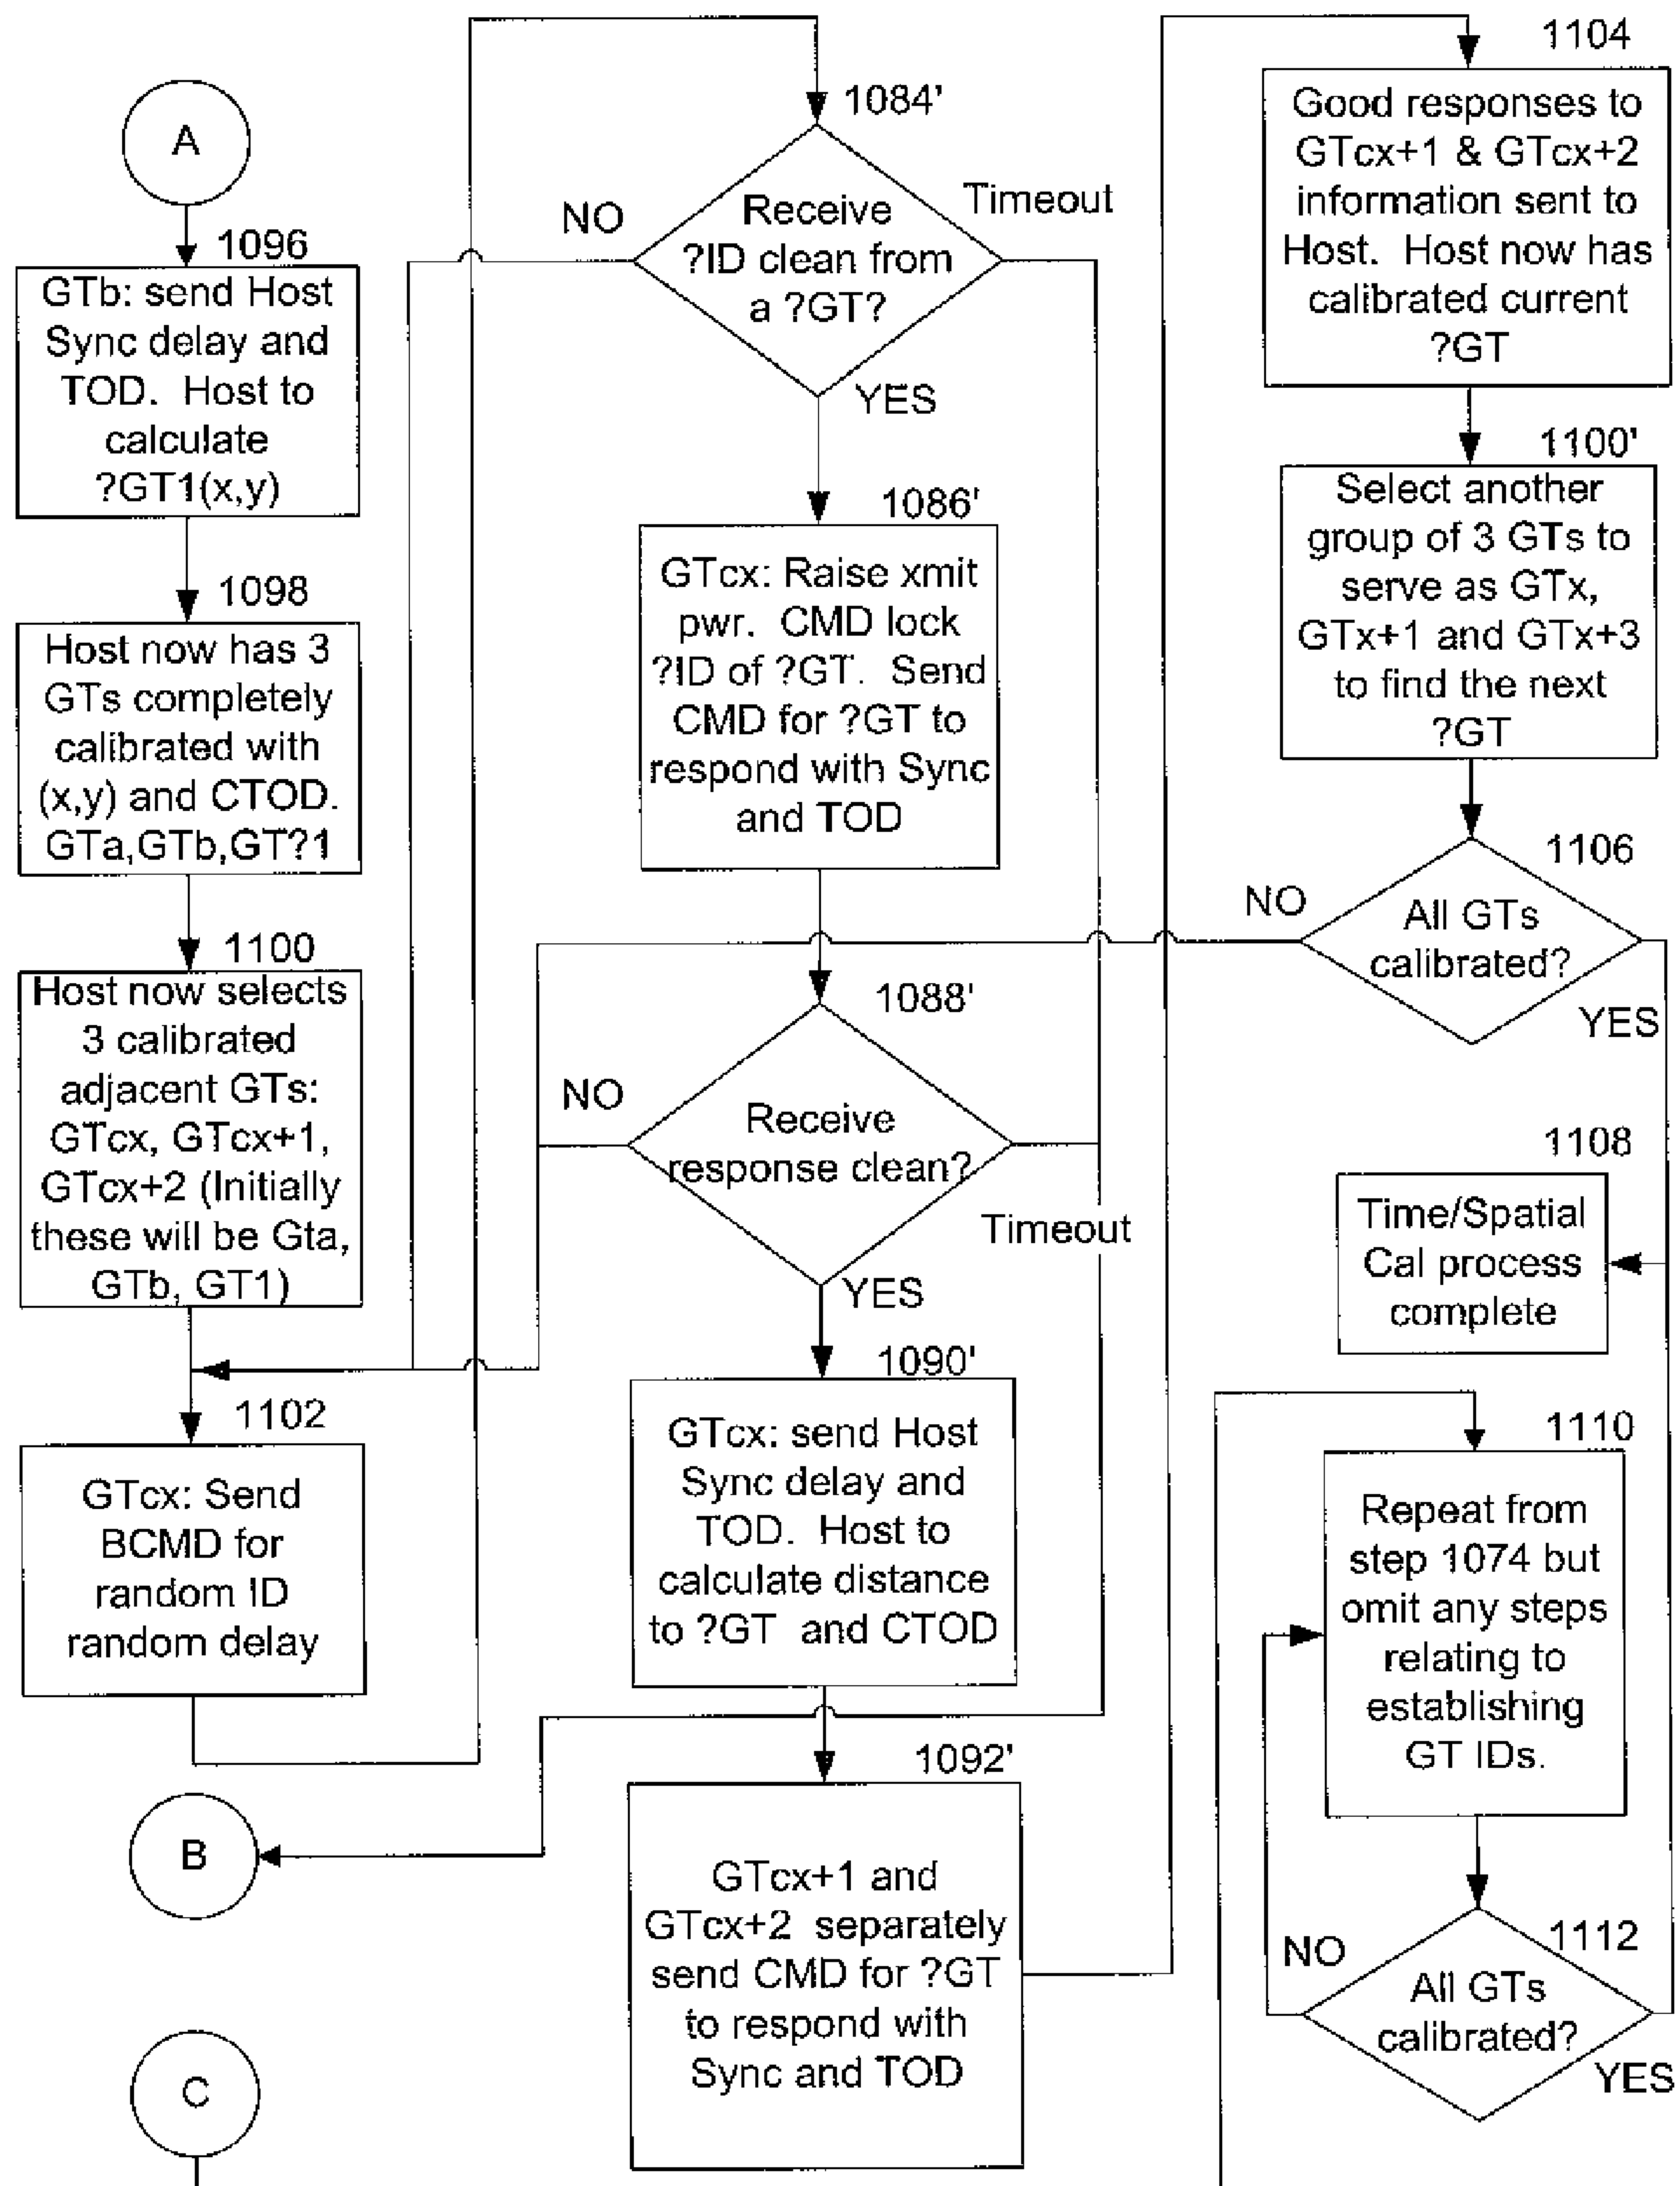 A
1096
GTb: send Host
Sync delay and
TOD. Host to
calculate
?GT1(x,y)
1098
Host now has 3
GTs completely
calibrated with
(x,y) and CTOD.
GTa,GTb,GT?1
1100
Host now selects
3 calibrated
adjacent GTs:
GTcx, GTcx+1,
GTcx+2 (Initially
these will be Gta,
GTb, GT1)
1102
GTcx: Send
BCMD for
random ID
random delay
B
C
1084'
NO
Timeout
Receive
?ID clean from
a ?GT?
YES
1086'
GTcx: Raise xmit
pwr. CMD lock
?ID of ?GT. Send
CMD for ?GT to
respond with Sync
and TOD
1088'
NO
Receive
response clean?
Timeout
YES
1090'
GTcx: send Host
Sync delay and
TOD. Host to
calculate distance
to ?GT and CTOD
1092'
GTcx+1 and
GTcx+2 separately
send CMD for ?GT
to respond with
Sync and TOD
1104
Good responses to
GTcx+1 & GTcx+2
information sent to
Host. Host now has
calibrated current
?GT
1100'
Select another
group of 3 GTs to
serve as GTx,
GTx+1 and GTx+3
to find the next
?GT
1106
NO
All GTs
calibrated?
YES
1108
Time/Spatial
Cal process
complete
1110
Repeat from
step 1074 but
omit any steps
relating to
establishing
GT IDs.
1112
NO
All GTs
calibrated?
YES